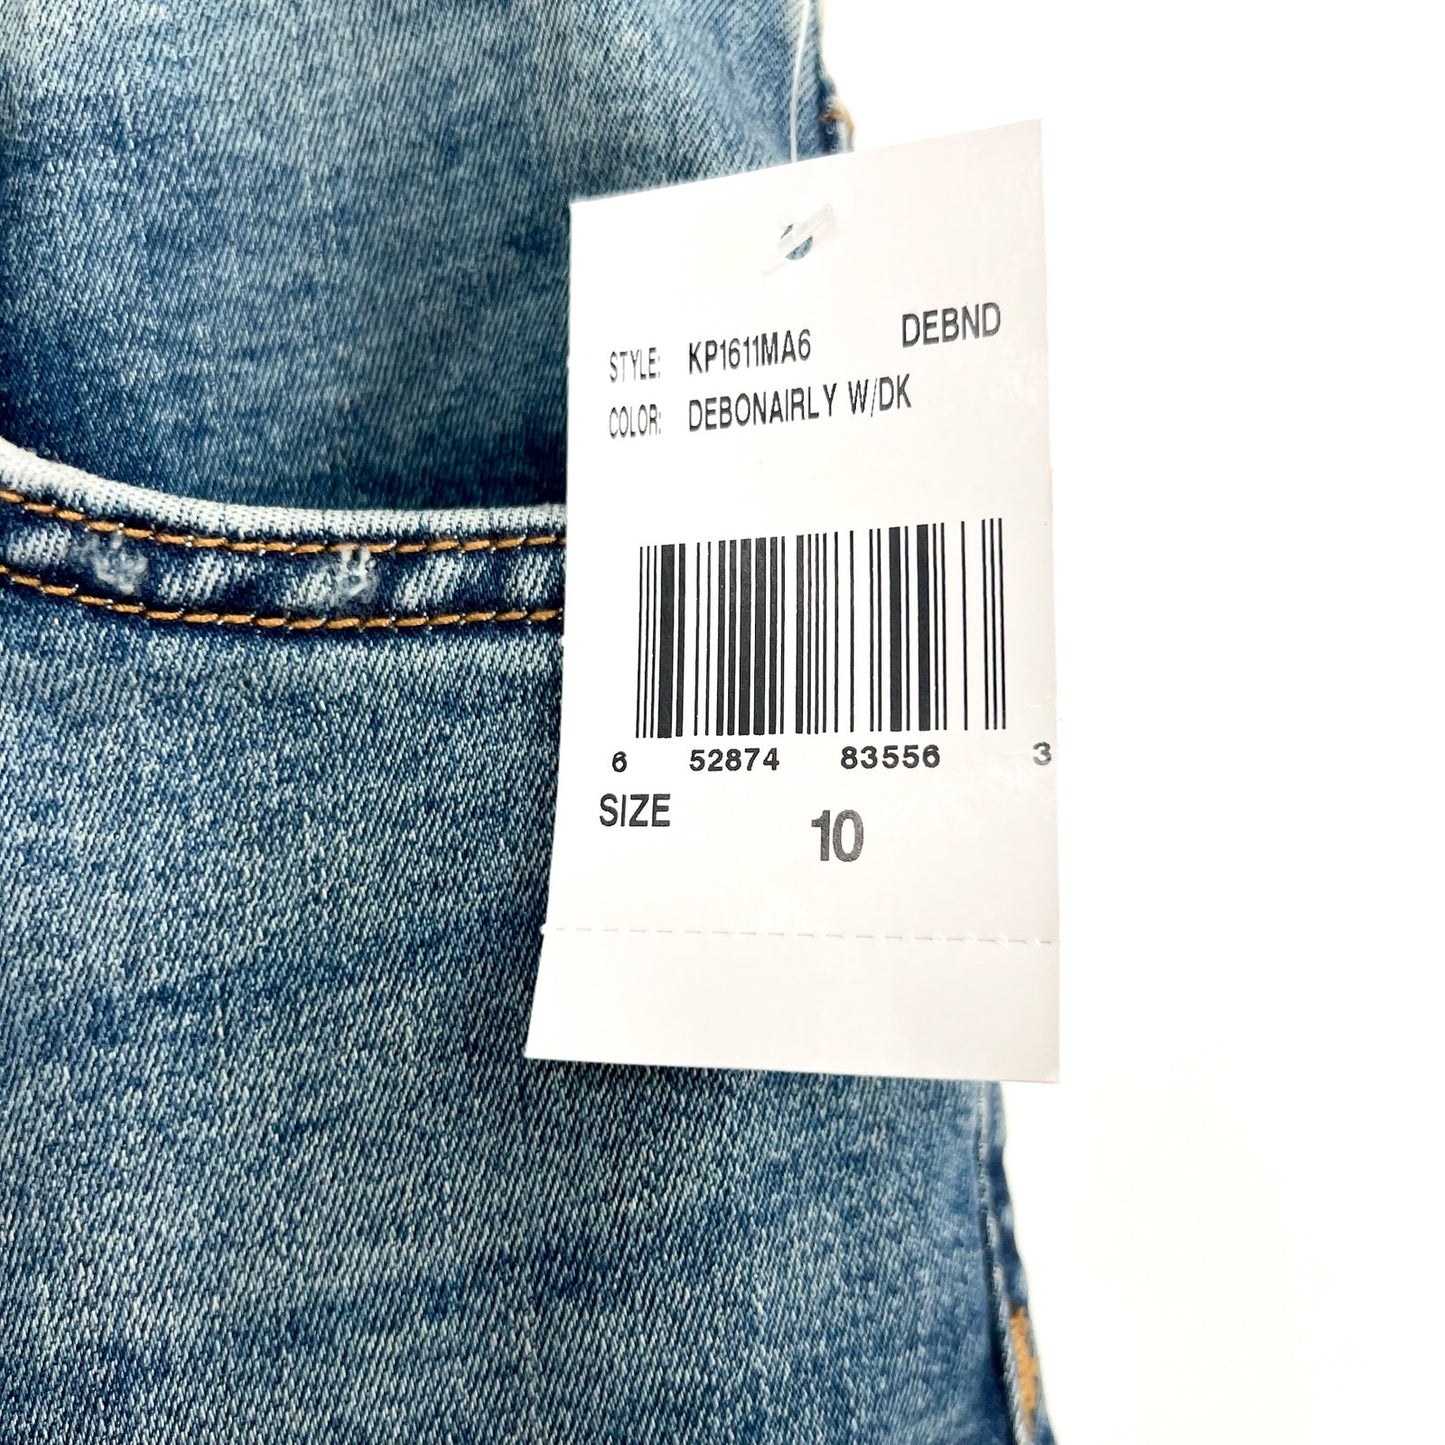 STYLE: KP1611MA6 DEBND
COLOR: DEBONAIRLY W/DK
6 52874 83556 3
SIZE 10